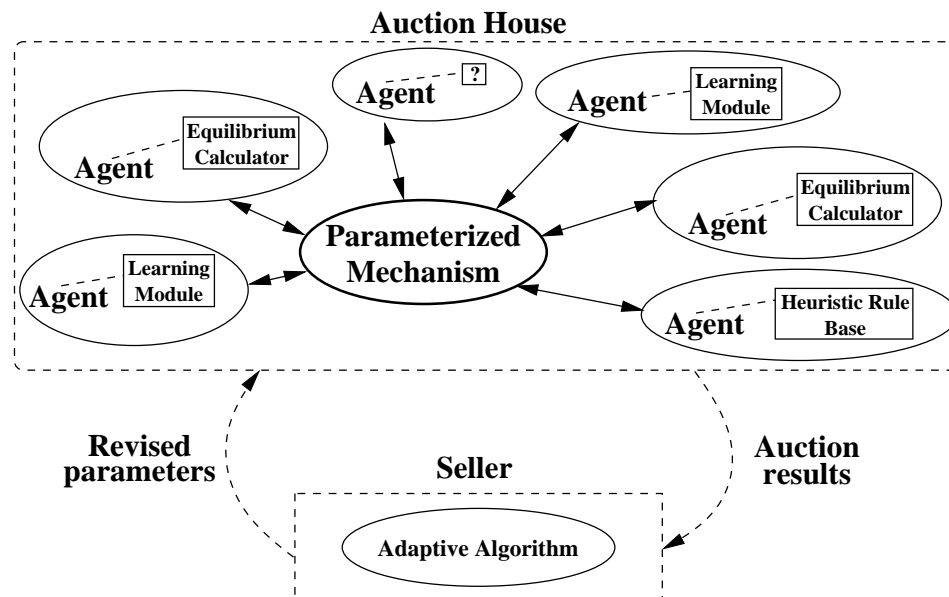 Auction House
Agent
?
Agent
Learning
Module
Agent
Equilibrium
Calculator
Agent
Equilibrium
Calculator
Parameterized
Mechanism
Agent
Learning
Module
Agent
Heuristic Rule
Base
Revised
parameters
Auction
results
Seller
Adaptive Algorithm